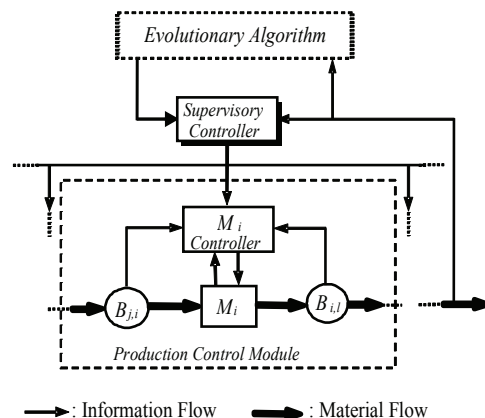 Evolutionary Algorithm
Supervisory
Controller
M i
Controller
B j,i
M i
B i,l
Production Control Module
: Information Flow : Material Flow